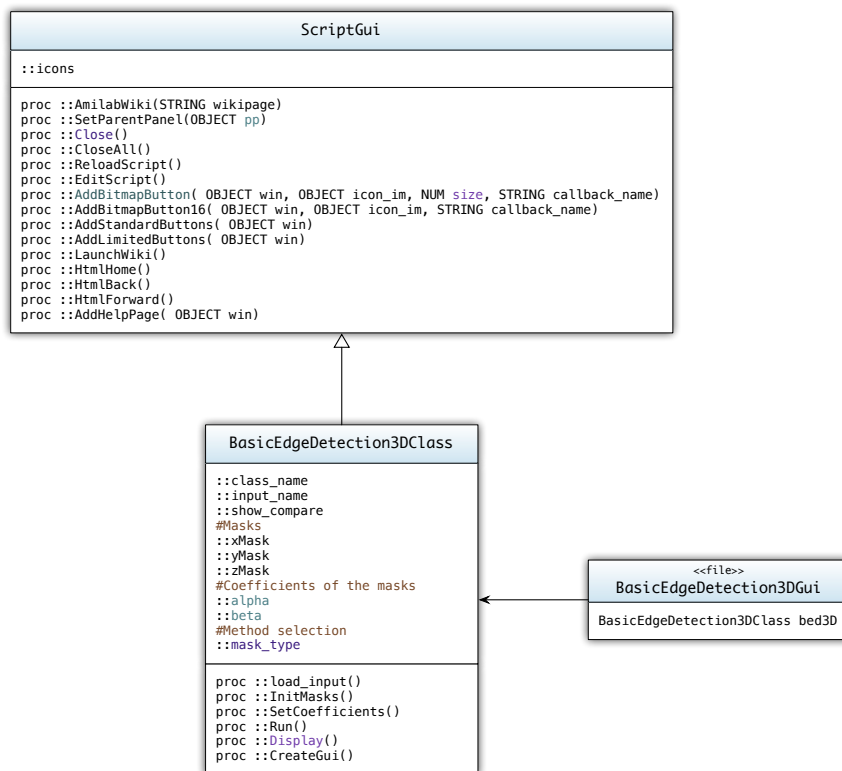 ScriptGui
::icons
proc ::AmilabWiki(STRING wikipage)
proc ::SetParentPanel(OBJECT pp)
proc ::Close()
proc ::CloseAll()
proc ::ReloadScript()
proc ::EditScript()
proc ::AddBitmapButton( OBJECT win, OBJECT icon_im, NUM size, STRING callback_name)
proc ::AddBitmapButton16( OBJECT win, OBJECT icon_im, STRING callback_name)
proc ::AddStandardButtons( OBJECT win)
proc ::AddLimitedButtons( OBJECT win)
proc ::LaunchWiki()
proc ::HtmlHome()
proc ::HtmlBack()
proc ::HtmlForward()
proc ::AddHelpPage( OBJECT win)
BasicEdgeDetection3DClass
::class_name
::input_name
::show_compare
#Masks
::xMask
::yMask
::zMask
#Coefficients of the masks
::alpha
::beta
#Method selection
::mask_type
proc ::load_input()
proc ::InitMasks()
proc ::SetCoefficients()
proc ::Run()
proc ::Display()
proc ::CreateGui()
<<file>>
BasicEdgeDetection3DGui
BasicEdgeDetection3DClass bed3D